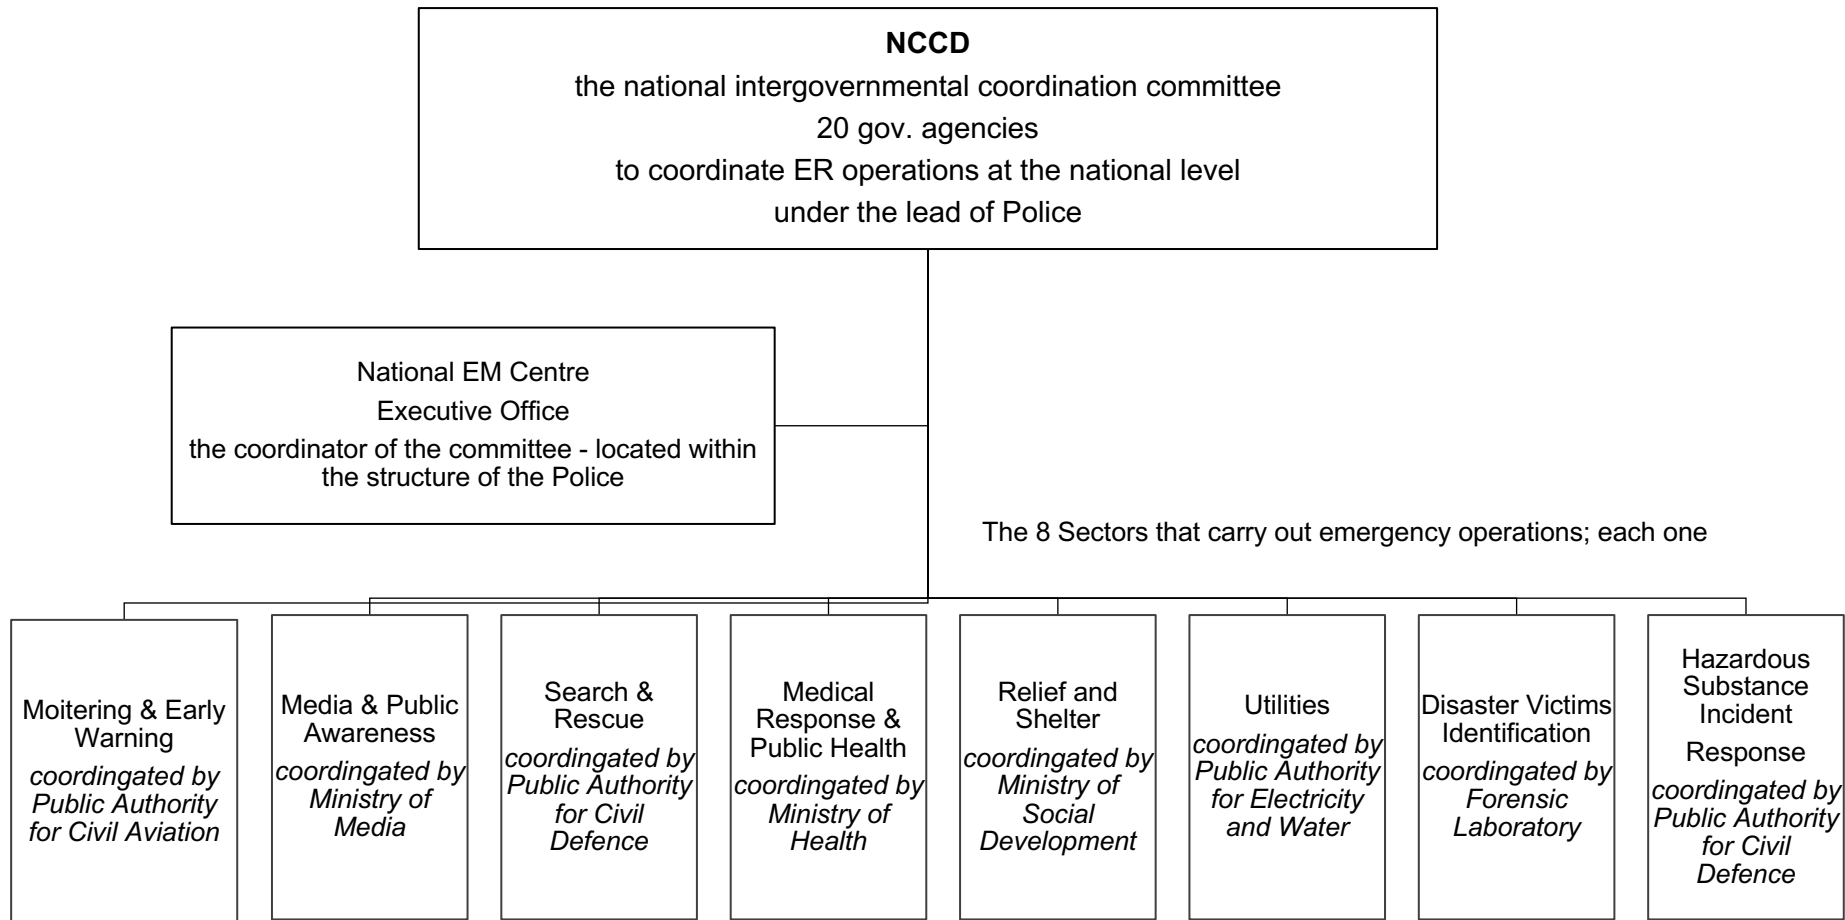 NCCD
the national intergovernmental coordination committee
20 gov. agencies
to coordinate ER operations at the national level
under the lead of Police
National EM Centre
Executive Office
the coordinator of the committee - located within
the structure of the Police
The 8 Sectors that carry out emergency operations; each one
Moitering & Early
Warning
coordingated by
Public Authority
for Civil Aviation
Media & Public
Awareness
coordingated by
Ministry of
Media
Search &
Rescue
coordingated by
Public Authority
for Civil
Defence
Medical
Response &
Public Health
coordingated by
Ministry of
Health
Relief and
Shelter
coordingated by
Ministry of
Social
Development
Utilities
coordingated by
Public Authority
for Electricity
and Water
Disaster Victims
Identification
coordingated by
Forensic
Laboratory
Hazardous
Substance
Incident
Response
coordingated by
Public Authority
for Civil
Defence